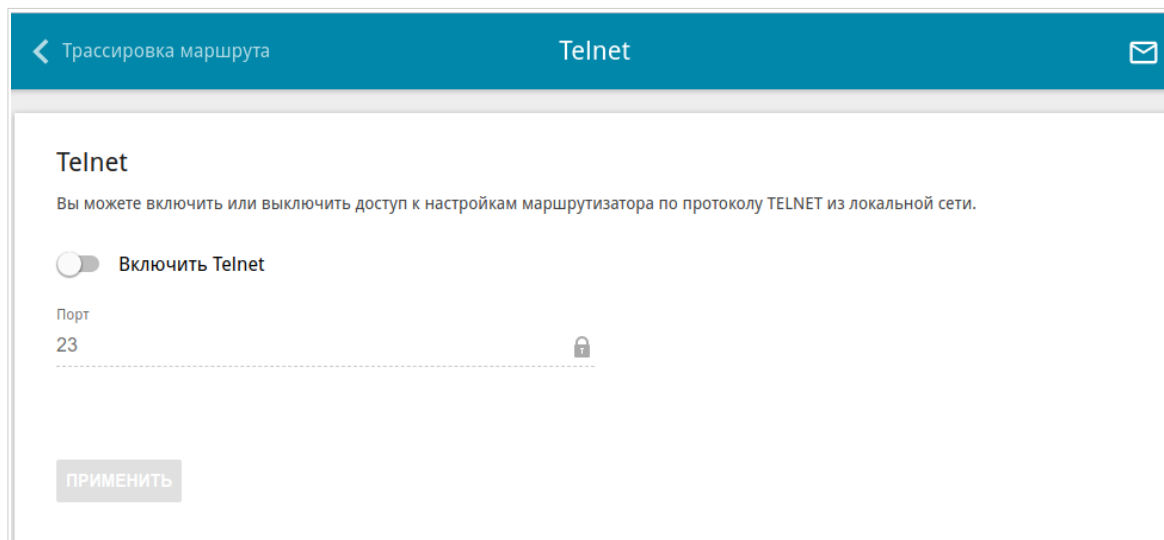 Трассировка маршрута
Telnet
Telnet
Вы можете включить или выключить доступ к настройкам маршрутизатора по протоколу TELNET из локальной сети.
Включить Telnet
Порт
23
ПРИМЕНИТЬ